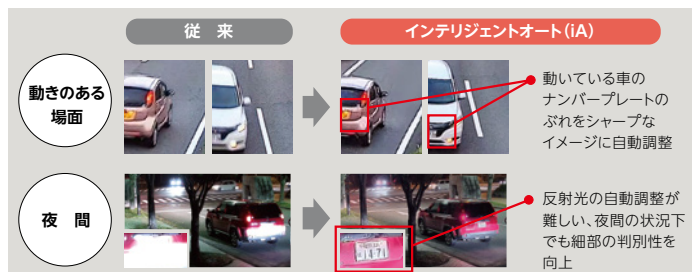 従来
インテリジェントオート(iA)
動きのある
場面
動いている車の
ナンバープレートの
ぶれをシャープな
イメージに自動調整
夜間
14-71
反射光の自動調整が
難しい、夜間の状況下
でも細部の判別性を
向上